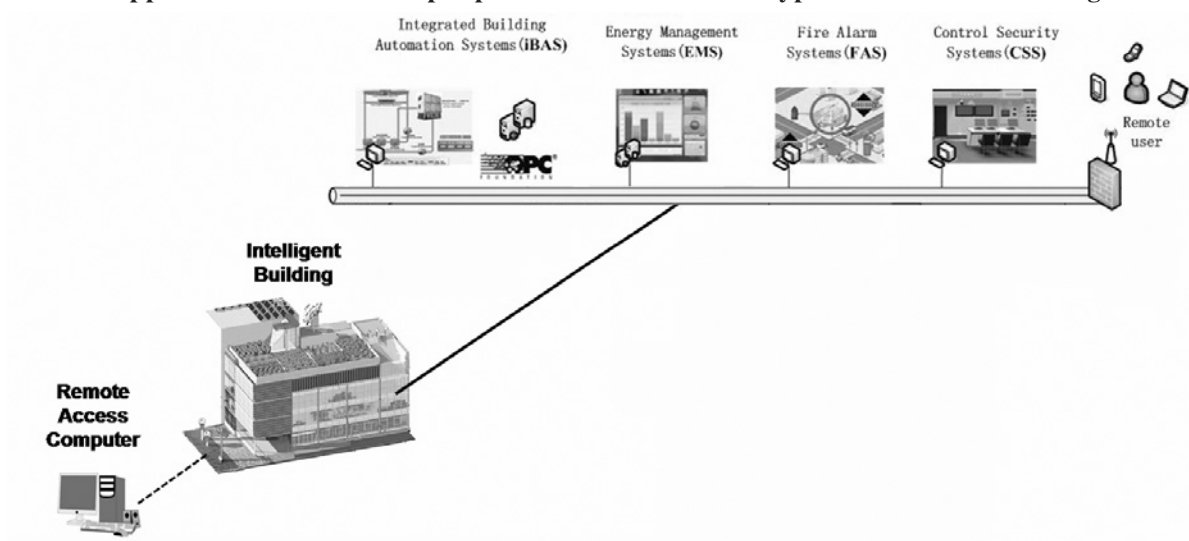 Integrated Building
Automation Systems(iBAS)
Energy Management
Systems(EMS)
Fire Alarm
Systems(FAS)
Control Security
Systems(CSS)
Remote
user
OPC
FOUNDATION
Intelligent
Building
Remote
Access
Computer